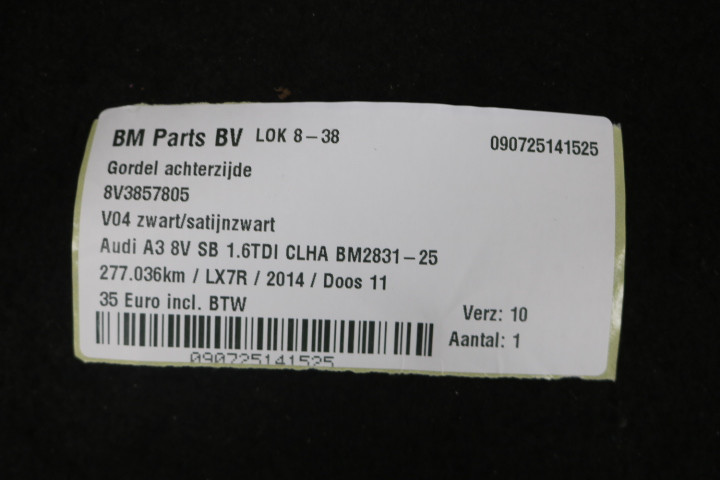 BM Parts BV LOK 8-38 090725141525
Gordel achterzijde
8V3857805
V04 zwart/satijnzwart
Audi A3 8V SB 1.6TDI CLHA BM2831-25
277.036km / LX7R / 2014 / Doos 11
35 Euro incl. BTW
Verz: 10
Aantal: 1
090725141525